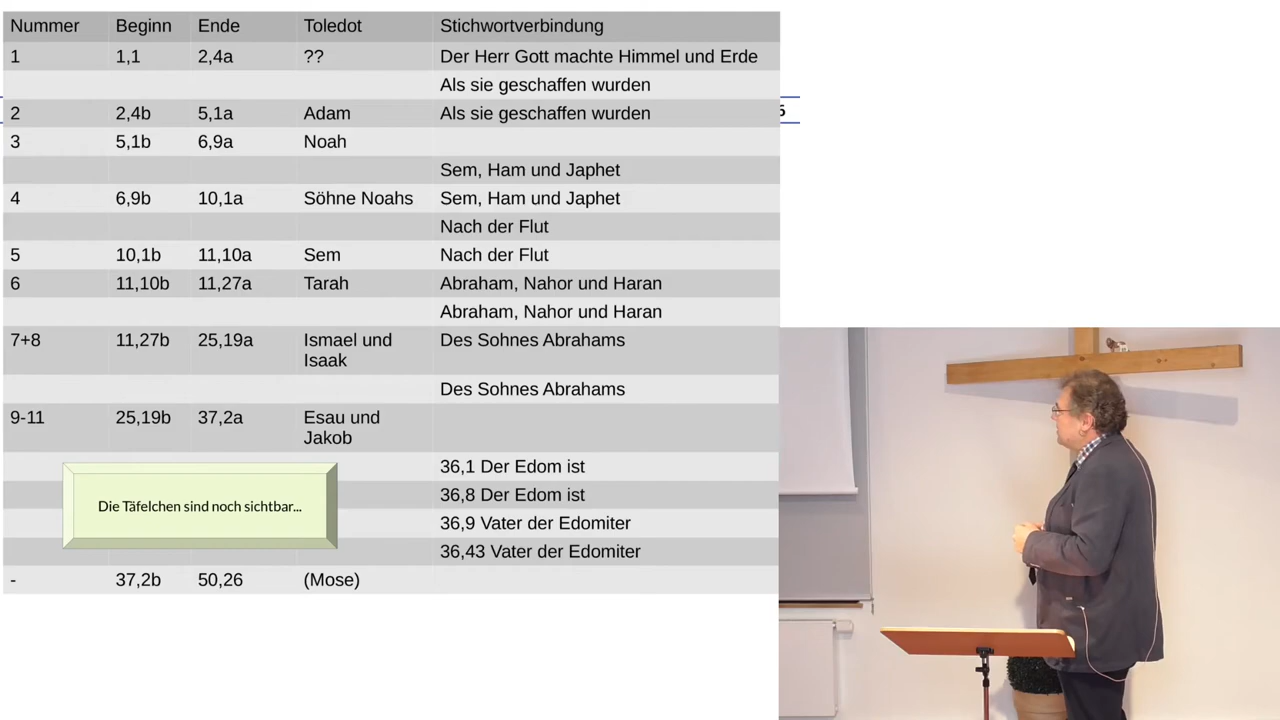 Nummer Beginn Ende Toledot Stichwortverbindung
1 1,1 2,4a ?? Der Herr Gott machte Himmel und Erde
Als sie geschaffen wurden
2 2,4b 5,1a Adam Als sie geschaffen wurden
3 5,1b 6,9a Noah
Sem, Ham und Japhet
4 6,9b 10,1a Söhne Noahs Sem, Ham und Japhet
Nach der Flut
5 10,1b 11,10a Sem Nach der Flut
6 11,10b 11,27a Tarah Abraham, Nahor und Haran
Abraham, Nahor und Haran
7+8 11,27b 25,19a Ismael und Des Sohnes Abrahams
Isaak
Des Sohnes Abrahams
9-11 25,19b 37,2a Esau und
Jakob
36,1 Der Edom ist
36,8 Der Edom ist
36,9 Vater der Edomiter
36,43 Vater der Edomiter
Die Täfelchen sind noch sichtbar...
- 37,2b 50,26 (Mose)